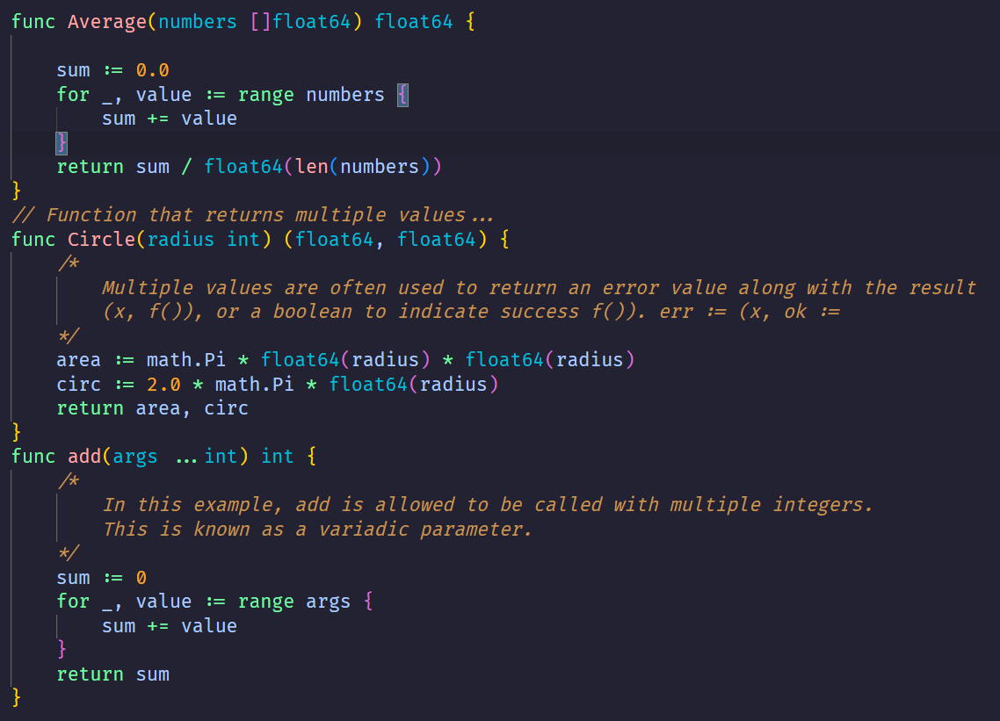 func Average(numbers []float64) float64 {
    sum := 0.0
    for _, value := range numbers {
        sum += value
    }
    return sum / float64(len(numbers))
}
// Function that returns multiple values...
func Circle(radius int) (float64, float64) {
    /*
        Multiple values are often used to return an error value along with the result
        (x, f()), or a boolean to indicate success f()). err := (x, ok :=
    */
    area := math.Pi * float64(radius) * float64(radius)
    circ := 2.0 * math.Pi * float64(radius)
    return area, circ
}
func add(args ...int) int {
    /*
        In this example, add is allowed to be called with multiple integers.
        This is known as a variadic parameter.
    */
    sum := 0
    for _, value := range args {
        sum += value
    }
    return sum
}